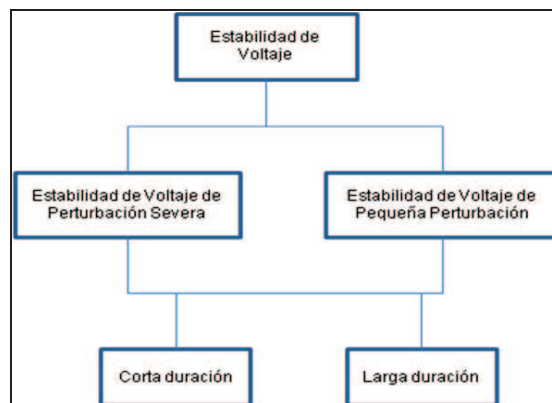 Estabilidad de
Voltaje
Estabilidad de Voltaje de
Perturbación Severa
Estabilidad de Voltaje de
Pequeña Perturbación
Corta duración
Larga duración